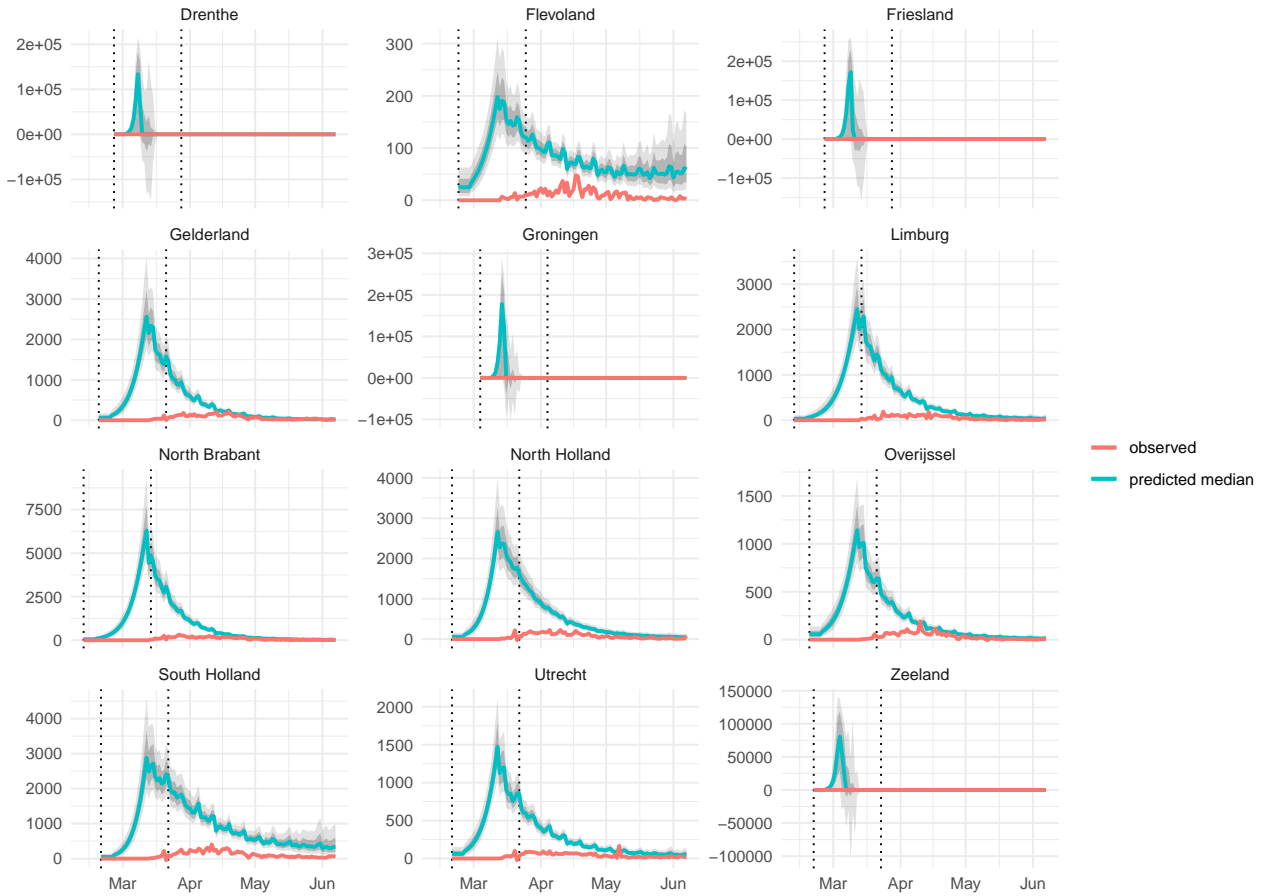 Drenthe
2e+05
1e+05
0e+00
−1e+05
Flevoland
300
200
100
0
Friesland
2e+05
1e+05
0e+00
−1e+05
Gelderland
4000
3000
2000
1000
0
Groningen
3e+05
2e+05
1e+05
0e+00
−1e+05
Limburg
3000
2000
1000
0
North Brabant
7500
5000
2500
0
North Holland
4000
3000
2000
1000
0
Overijssel
1500
1000
500
0
South Holland
4000
3000
2000
1000
0
Mar Apr May Jun
Utrecht
2000
1500
1000
500
0
Mar Apr May Jun
Zeeland
150000
100000
50000
0
−50000
−100000
Mar Apr May Jun
observed
predicted median